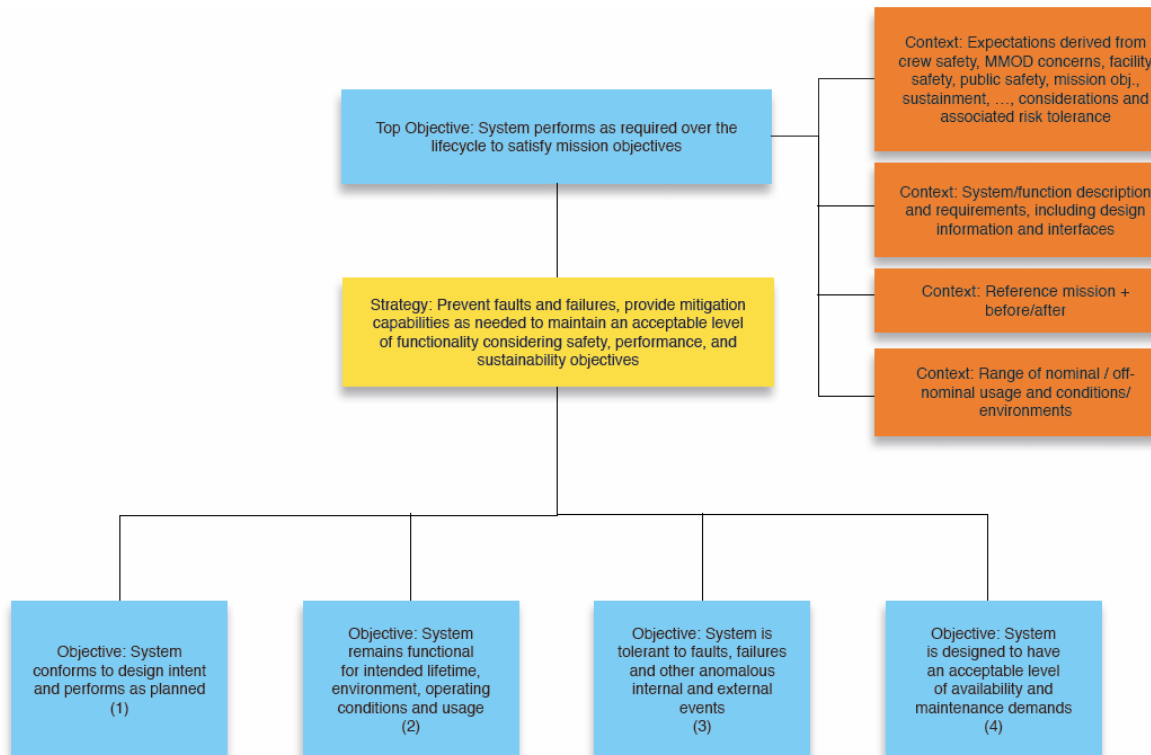 Context: Expectations derived from
crew safety, MMOD concerns, facility
safety, public safety, mission obj.,
sustainment, …, considerations and
associated risk tolerance
Top Objective: System performs as required over the
lifecycle to satisfy mission objectives
Context: System/function description
and requirements, including design
information and interfaces
Context: Reference mission +
before/after
Strategy: Prevent faults and failures, provide mitigation
capabilities as needed to maintain an acceptable level
of functionality considering safety, performance, and
sustainability objectives
Context: Range of nominal / off-
nominal usage and conditions/
environments
Objective: System
conforms to design intent
and performs as planned
(1)
Objective: System
remains functional
for intended lifetime,
environment, operating
conditions and usage
(2)
Objective: System is
tolerant to faults, failures
and other anomalous
internal and external
events
(3)
Objective: System
is designed to have
an acceptable level
of availability and
maintenance demands
(4)